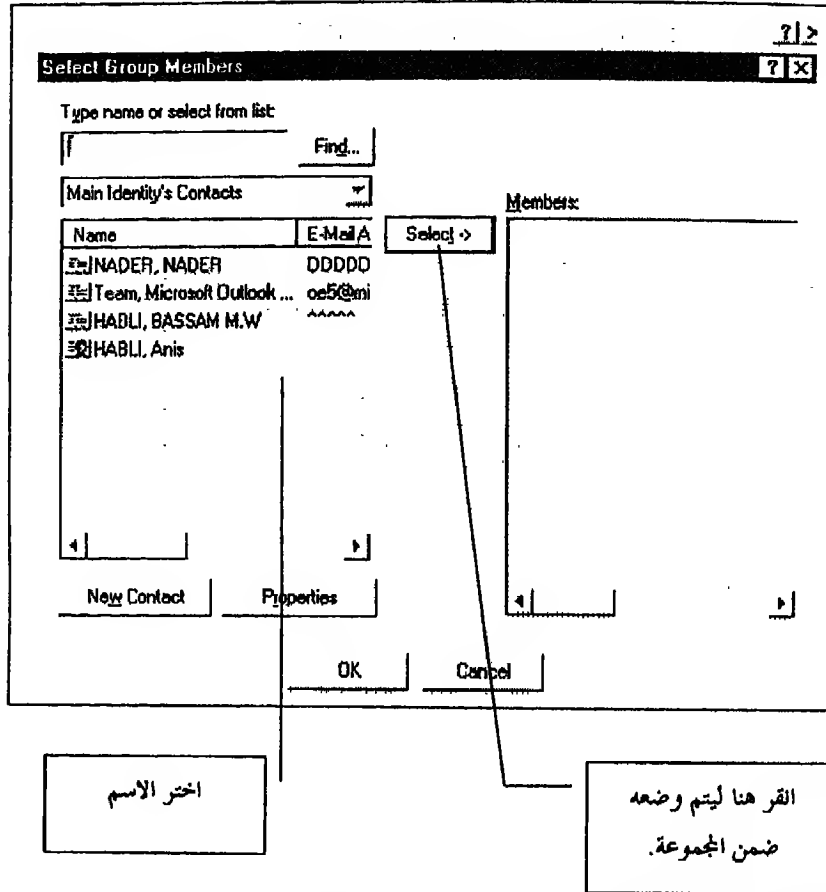 Select Group Members
Type name or select from list:
Find...
Main Identity's Contacts
Members:
Name E-Mail A
Select ->
NADER, NADER DDDDD
Team, Microsoft Outlook ... oe5@mi
HABLI, BASSAM M.W ^^^^^
HABLI, Anis
New Contact Properties
OK Cancel
اختر الاسم
القر هنا ليتم وضعه
ضمن المجموعة.